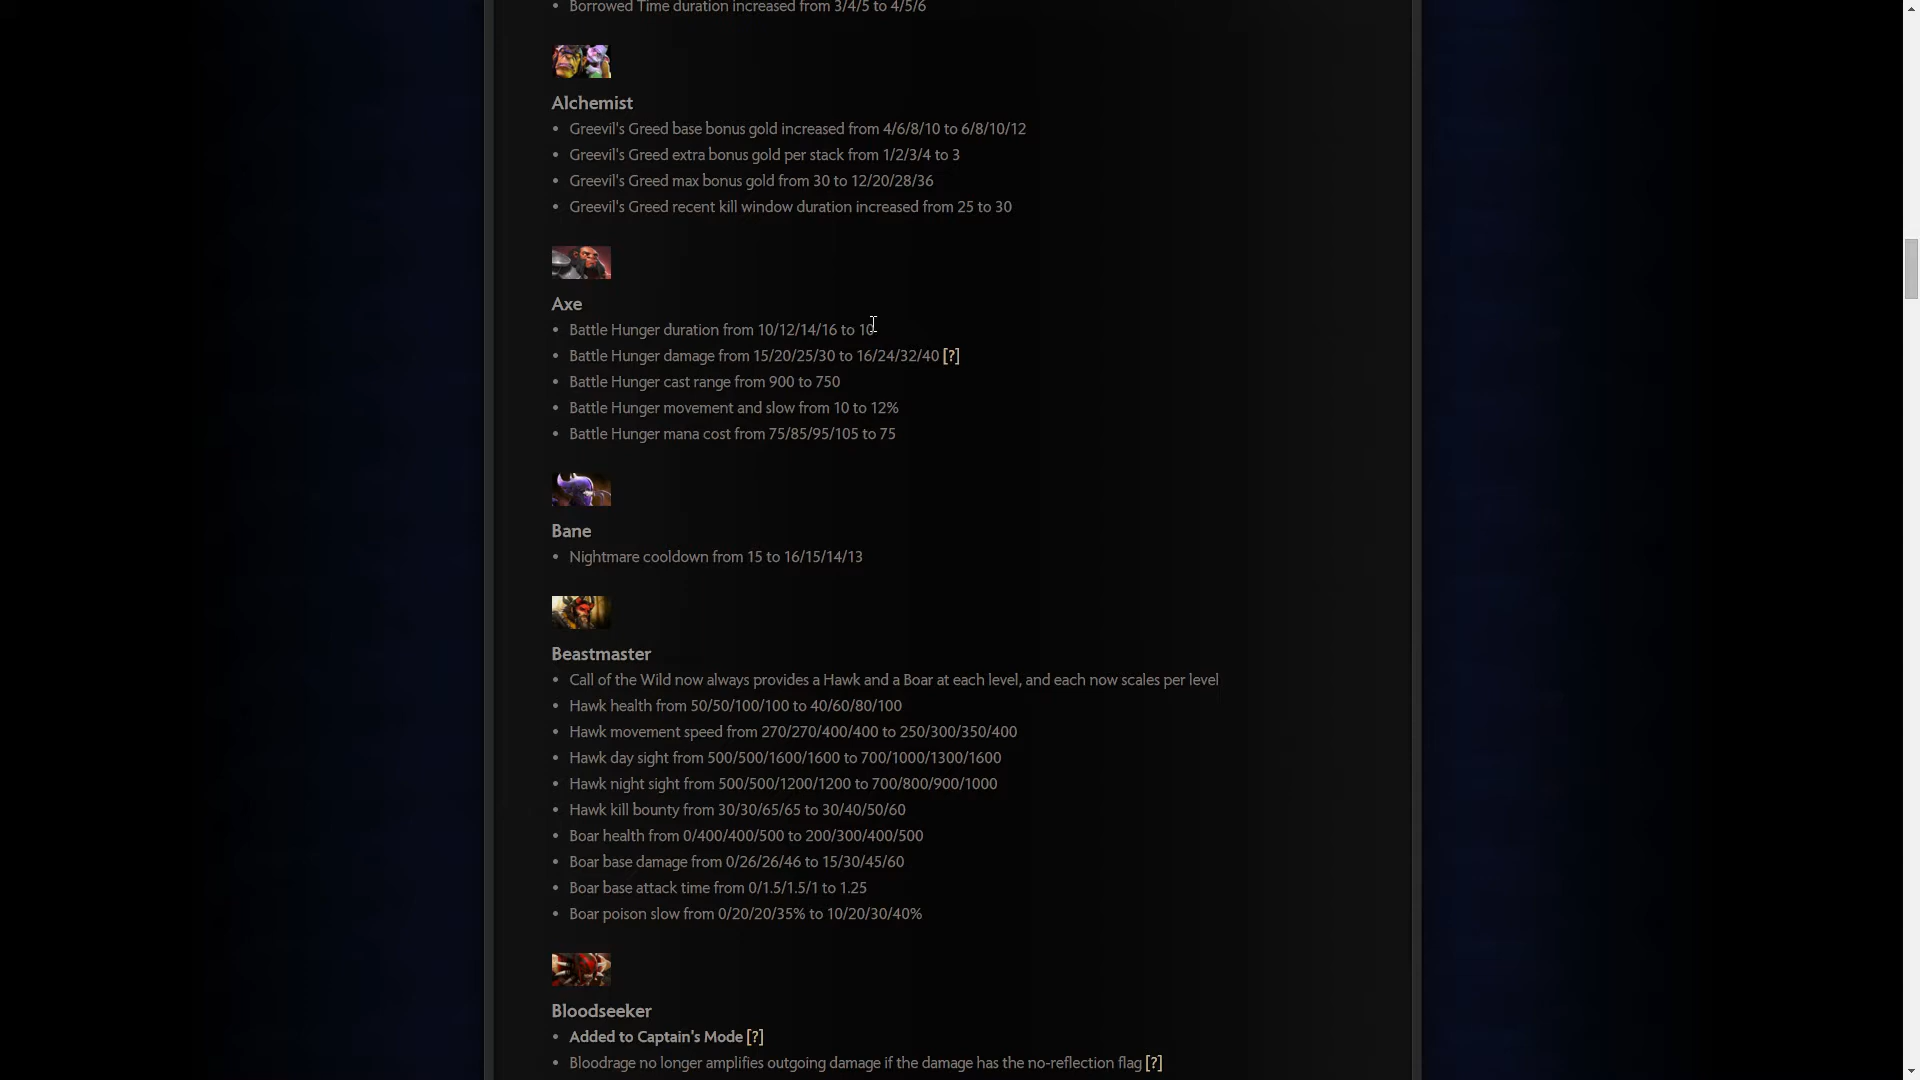 Borrowed Time duration increased from 3/4/5 to 4/5/6
Alchemist
• Greevil's Greed base bonus gold increased from 4/6/8/10 to 6/8/10/12
• Greevil's Greed extra bonus gold per stack from 1/2/3/4 to 3
• Greevil's Greed max bonus gold from 30 to 12/20/28/36
• Greevil's Greed recent kill window duration increased from 25 to 30
Axe
• Battle Hunger duration from 10/12/14/16 to 10
• Battle Hunger damage from 15/20/25/30 to 16/24/32/40 [?]
• Battle Hunger cast range from 900 to 750
• Battle Hunger movement and slow from 10 to 12%
• Battle Hunger mana cost from 75/85/95/105 to 75
Bane
• Nightmare cooldown from 15 to 16/15/14/13
Beastmaster
• Call of the Wild now always provides a Hawk and a Boar at each level, and each now scales per level
• Hawk health from 50/50/100/100 to 40/60/80/100
• Hawk movement speed from 270/270/400/400 to 250/300/350/400
• Hawk day sight from 500/500/1600/1600 to 700/1000/1300/1600
• Hawk night sight from 500/500/1200/1200 to 700/800/900/1000
• Hawk kill bounty from 30/30/65/65 to 30/40/50/60
• Boar health from 0/400/400/500 to 200/300/400/500
• Boar base damage from 0/26/26/46 to 15/30/45/60
• Boar base attack time from 0/1.5/1.5/1 to 1.25
• Boar poison slow from 0/20/20/35% to 10/20/30/40%
Bloodseeker
• Added to Captain's Mode [?]
• Bloodrage no longer amplifies outgoing damage if the damage has the no-reflection flag [?]